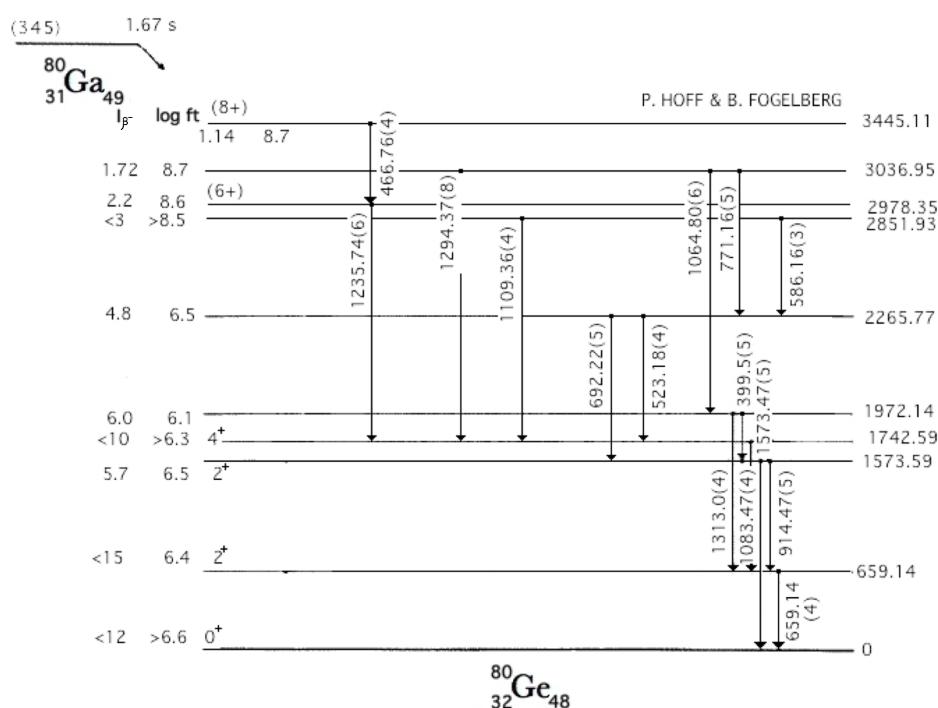 (345) 1.67 s
80 31 Ga 49
P. HOFF & B. FOGELBERG
Iβ- log ft (8+)
1.14 8.7 3445.11
466.76(4)
1.72 8.7 3036.95
2.2 8.6 (6+) 2978.35
<3 >8.5 2851.93
1235.74(6)
1294.37(8)
1109.36(4)
1064.80(6)
771.16(5)
586.16(3)
4.8 6.5 2265.77
692.22(5)
523.18(4)
399.5(5)
1573.47(5)
6.0 6.1 1972.14
<10 >6.3 4+ 1742.59
5.7 6.5 2+ 1573.59
1313.0(4)
1083.47(4)
914.47(5)
<15 6.4 2+ 659.14
659.14
(4)
<12 >6.6 0+ 0
80 32 Ge 48